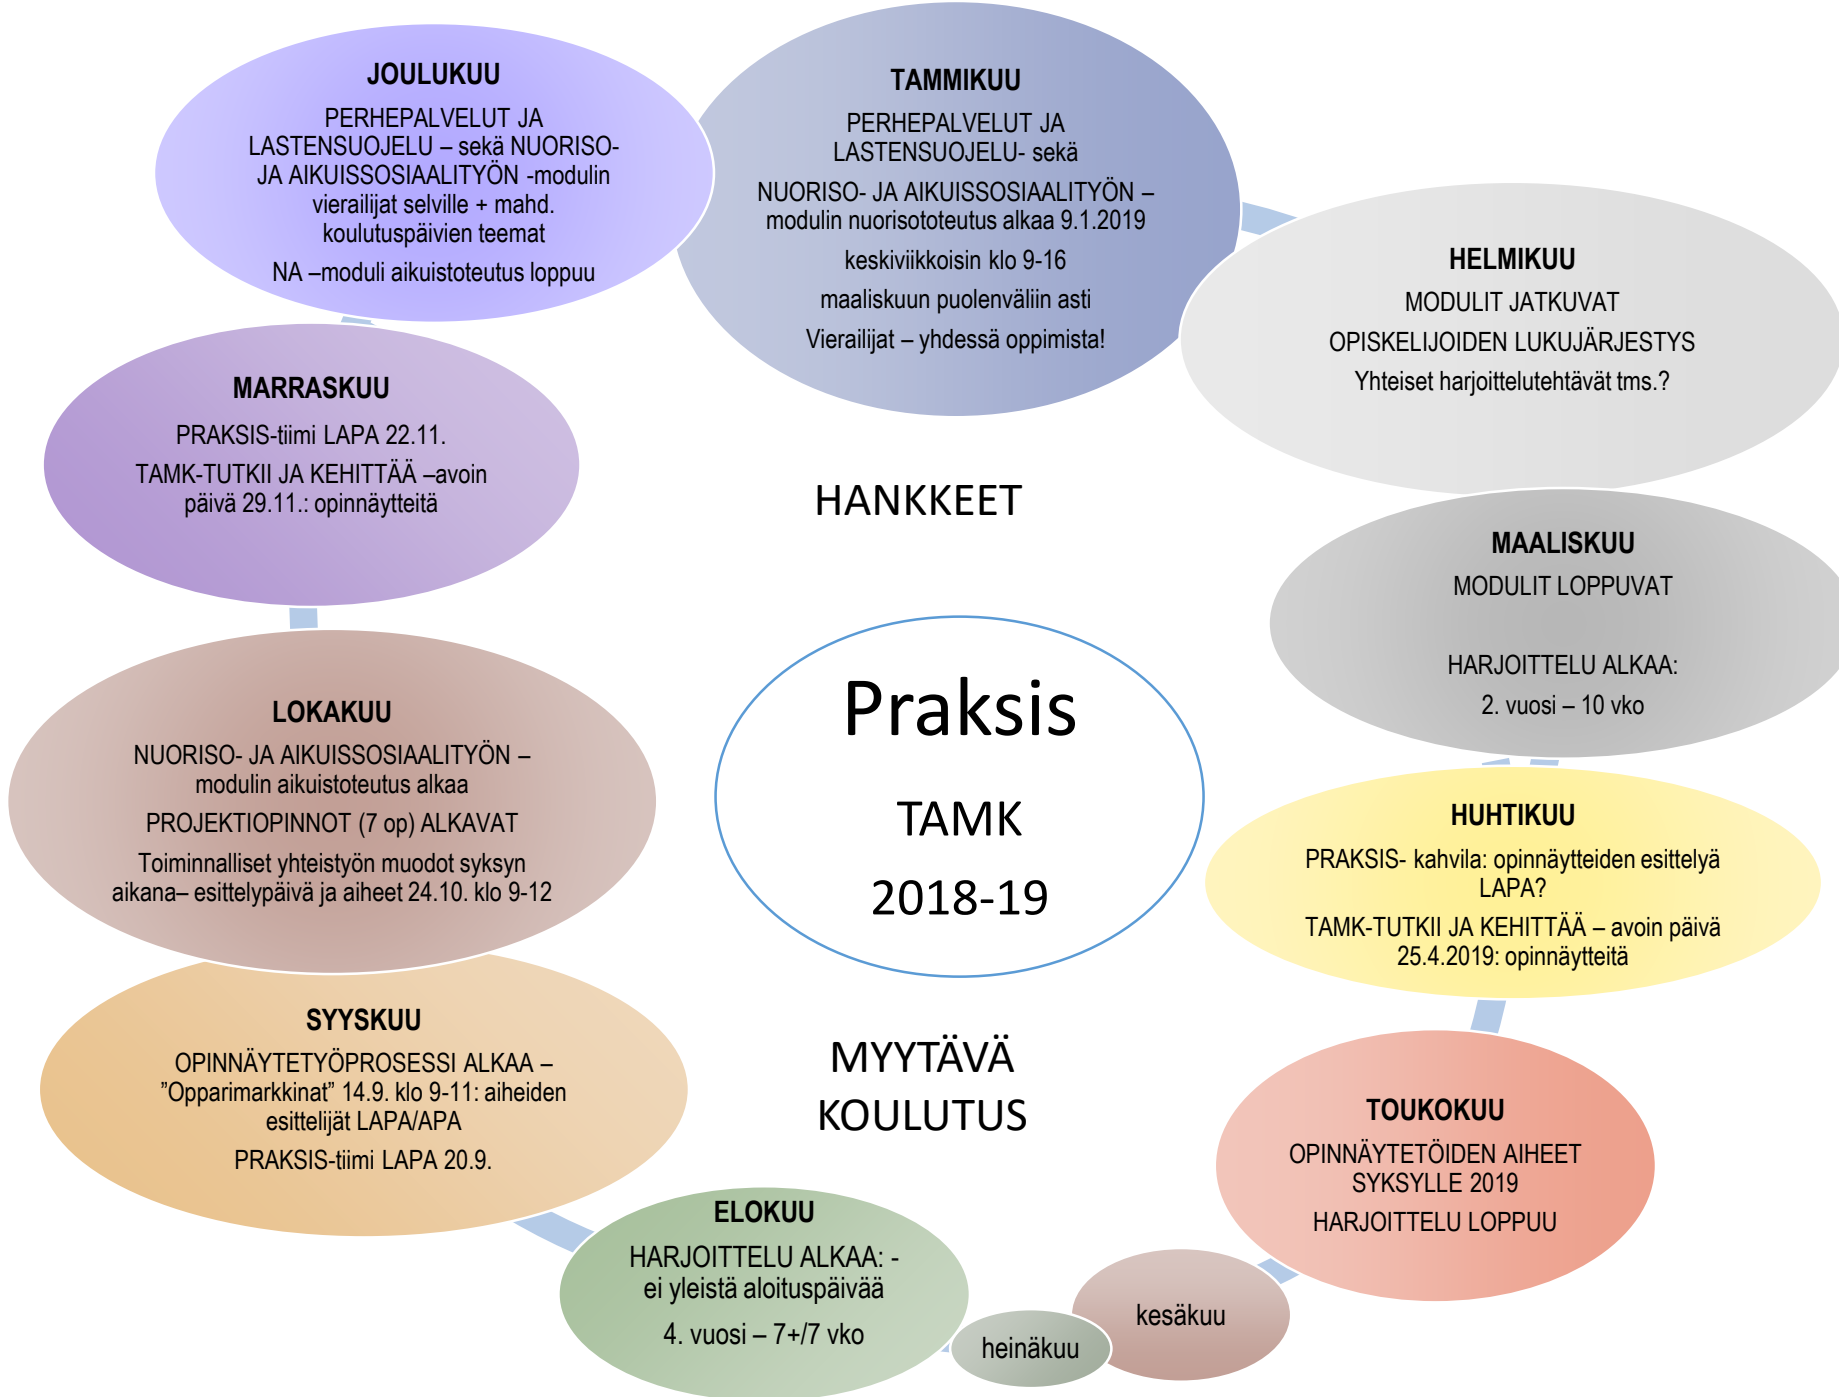 JOULUKUU
PERHEPALVELUT JA
LASTENSUOJELU – sekä NUORISO-
JA AIKUISSOSIAALITYÖN -modulin
vierailijat selville + mahd.
koulutuspäivien teemat
NA –moduli aikuistoteutus loppuu
TAMMIKUU
PERHEPALVELUT JA
LASTENSUOJELU- sekä
NUORISO- JA AIKUISSOSIAALITYÖN –
modulin nuorisototeutus alkaa 9.1.2019
keskiviikkoisin klo 9-16
maaliskuun puolenväliin asti
Vierailijat – yhdessä oppimista!
HELMIKUU
MODULIT JATKUVAT
OPISKELIJOIDEN LUKUJÄRJESTYS
Yhteiset harjoittelutehtävät tms.?
MARRASKUU
PRAKSIS-tiimi LAPA 22.11.
TAMK-TUTKII JA KEHITTÄÄ –avoin
päivä 29.11.: opinnäytteitä
HANKKEET
MAALISKUU
MODULIT LOPPUVAT
HARJOITTELU ALKAA:
2. vuosi – 10 vko
LOKAKUU
NUORISO- JA AIKUISSOSIAALITYÖN –
modulin aikuistoteutus alkaa
PROJEKTIOPINNOT (7 op) ALKAVAT
Toiminnalliset yhteistyön muodot syksyn
aikana– esittelypäivä ja aiheet 24.10. klo 9-12
Praksis
TAMK
2018-19
HUHTIKUU
PRAKSIS- kahvila: opinnäytteiden esittelyä
LAPA?
TAMK-TUTKII JA KEHITTÄÄ – avoin päivä
25.4.2019: opinnäytteitä
SYYSKUU
OPINNÄYTETYÖPROSESSI ALKAA –
”Opparimarkkinat” 14.9. klo 9-11: aiheiden
esittelijät LAPA/APA
PRAKSIS-tiimi LAPA 20.9.
MYYTÄVÄ
KOULUTUS
TOUKOKUU
OPINNÄYTETÖIDEN AIHEET
SYKSYLLE 2019
HARJOITTELU LOPPUU
ELOKUU
HARJOITTELU ALKAA: -
ei yleistä aloituspäivää
4. vuosi – 7+/7 vko
heinäkuu
kesäkuu